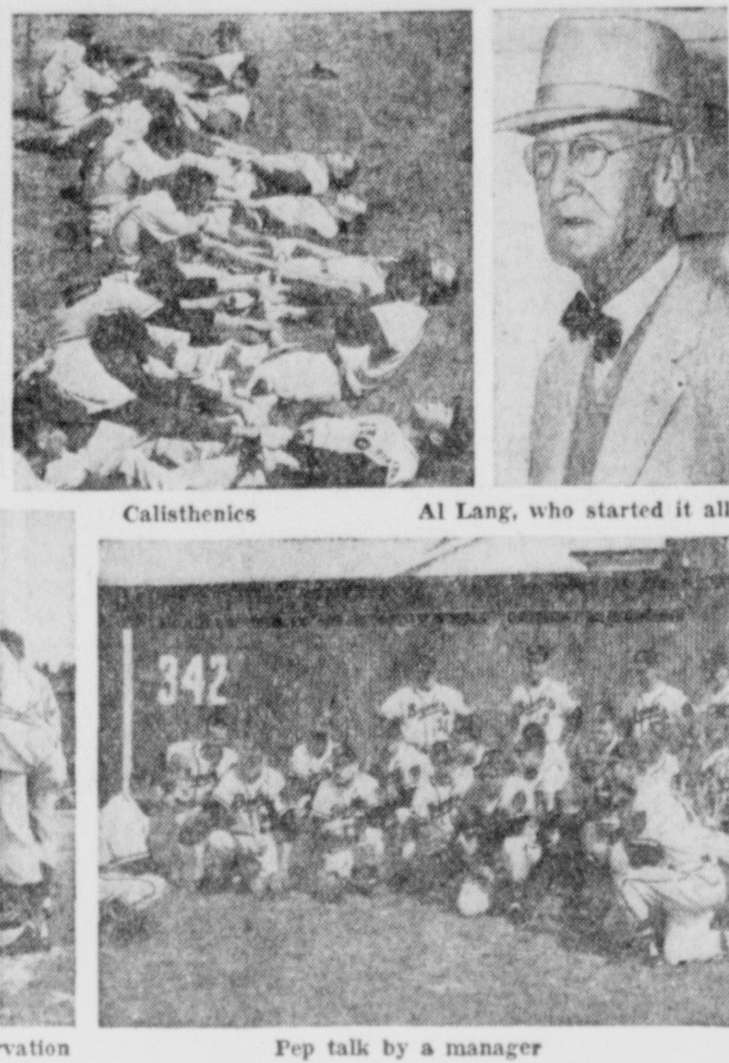 Calisthenics
Al Lang, who started it all
342
rvation
Pep talk by a manager